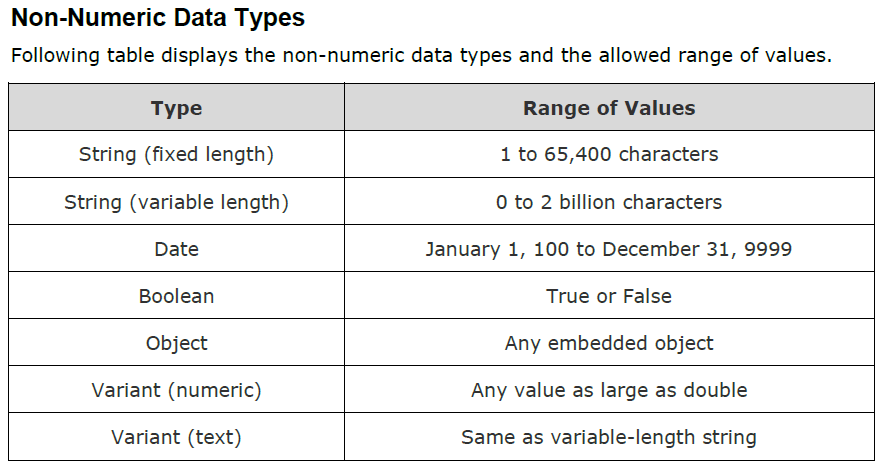 Non-Numeric Data Types
Following table displays the non-numeric data types and the allowed range of values.
Type Range of Values
String (fixed length) 1 to 65,400 characters
String (variable length) 0 to 2 billion characters
Date January 1, 100 to December 31, 9999
Boolean True or False
Object Any embedded object
Variant (numeric) Any value as large as double
Variant (text) Same as variable-length string